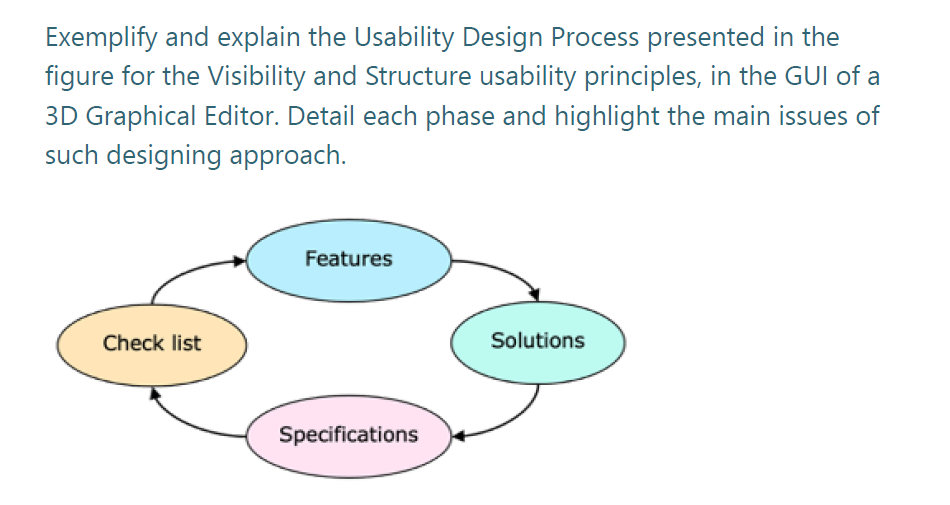 Exemplify and explain the Usability Design Process presented in the
figure for the Visibility and Structure usability principles, in the GUI of a
3D Graphical Editor. Detail each phase and highlight the main issues of
such designing approach.
Features
Check list
Solutions
Specifications